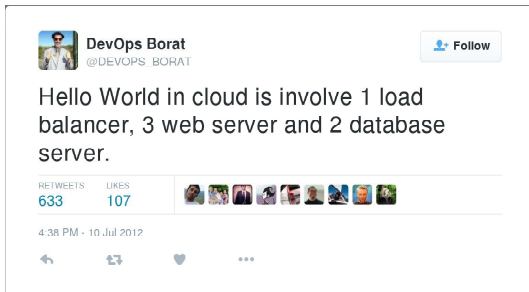 DevOps Borat
@DEVOPS_BORAT
Follow
Hello World in cloud is involve 1 load
balancer, 3 web server and 2 database
server.
RETWEETS LIKES
633 107
4:38 PM - 10 Jul 2012